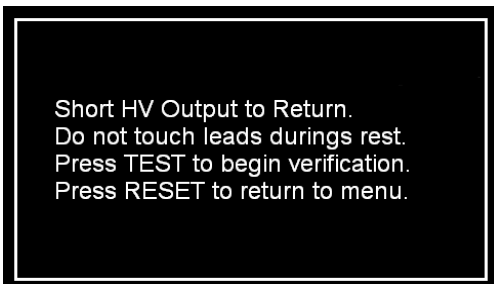 Short HV Output to Return.
Do not touch leads durings rest.
Press TEST to begin verification.
Press RESET to return to menu.